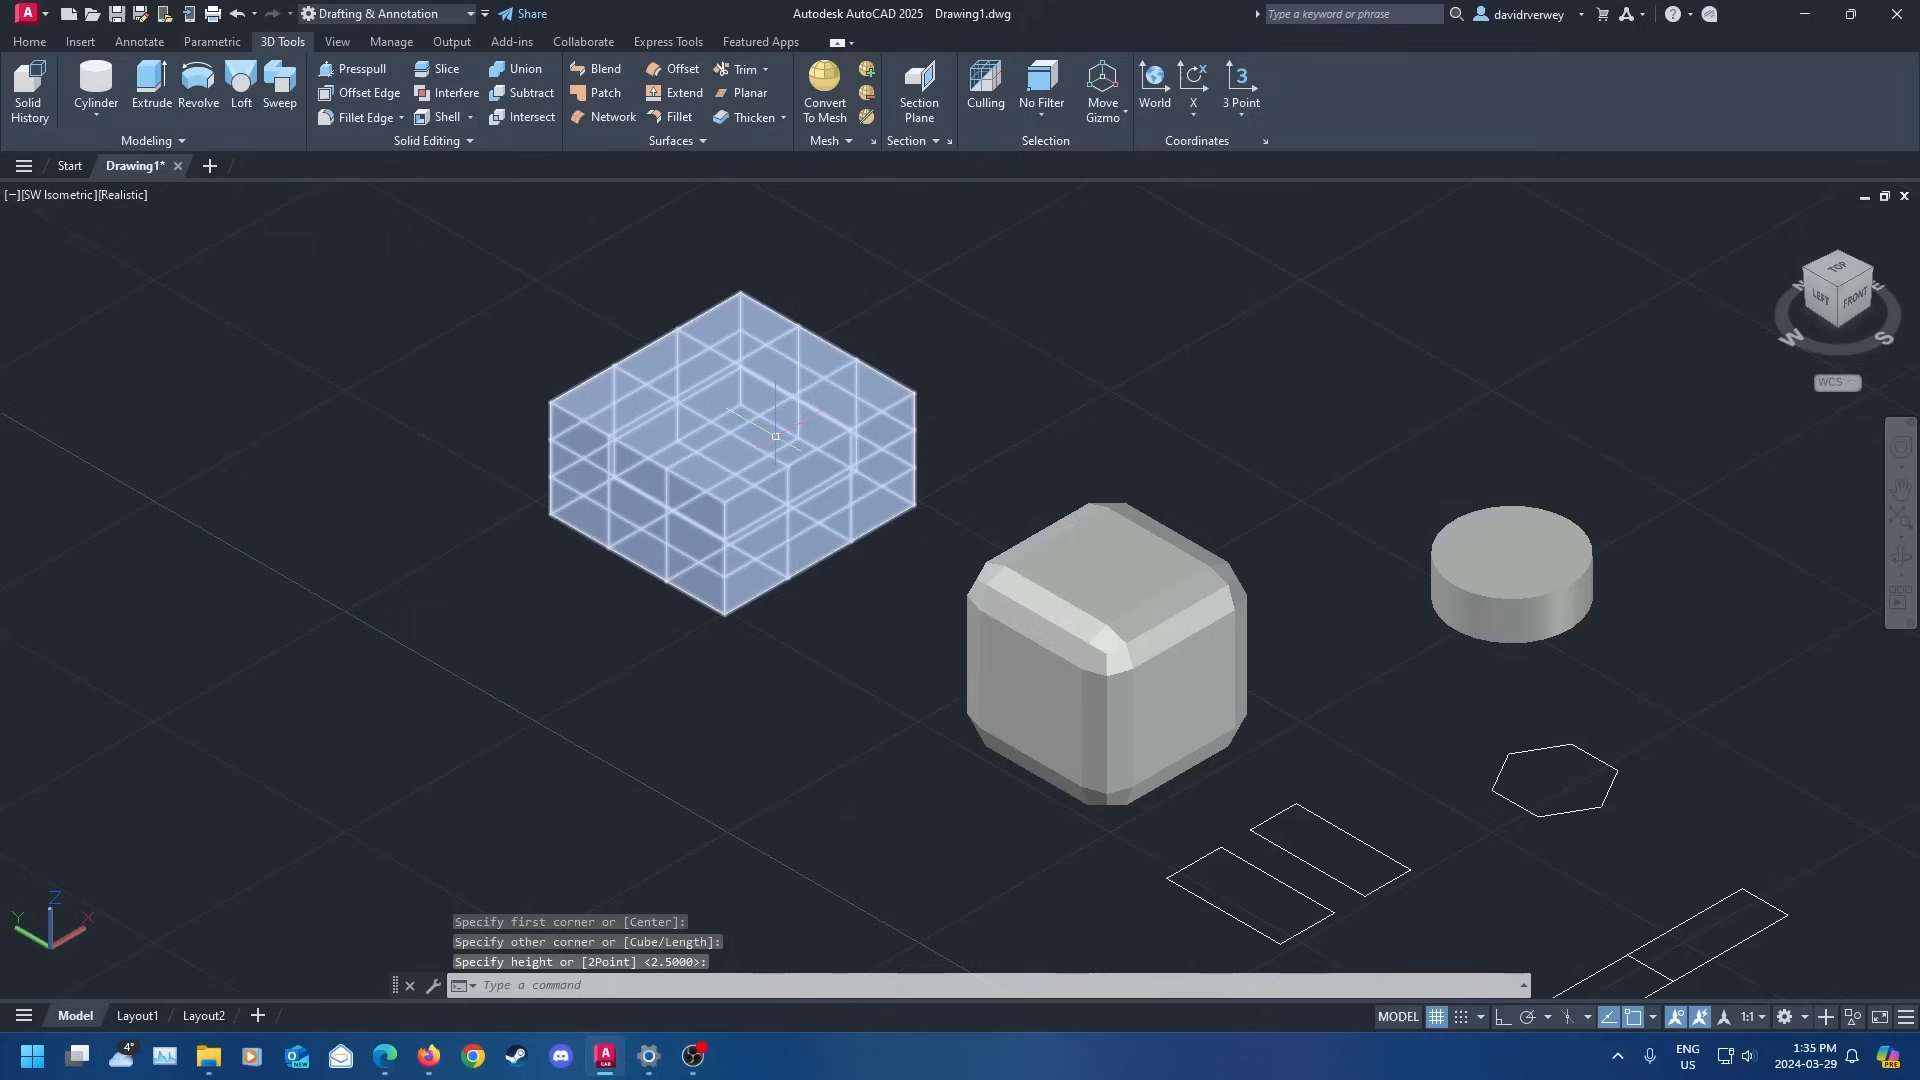 A CAD
Drafting & Annotation
Share
Autodesk AutoCAD 2025 Drawing1.dwg
Type a keyword or phrase
davidrverwey
Home Insert Annotate Parametric 3D Tools View Manage Output Add-ins Collaborate Express Tools Featured Apps
Presspull Slice Union Blend Offset Trim
Offset Edge Interfere Subtract Patch Extend Planar
Fillet Edge Shell Intersect Network Fillet Thicken
Solid History Cylinder Extrude Revolve Loft Sweep
Convert To Mesh Section Plane Culling No Filter Move Gizmo World X 3 Point
Modeling Solid Editing Surfaces Mesh Section Selection Coordinates
Start Drawing1*
[−][SW Isometric][Realistic]
TOP
LEFT FRONT
W S
WCS
Z
Y X
Specify first corner or [Center]:
Specify other corner or [Cube/Length]:
Specify height or [2Point] <2.5000>:
Type a command
Model Layout1 Layout2
MODEL 1:1
4°
NEW
A CAD
ENG
US
1:35 PM
2024-03-29
PRE